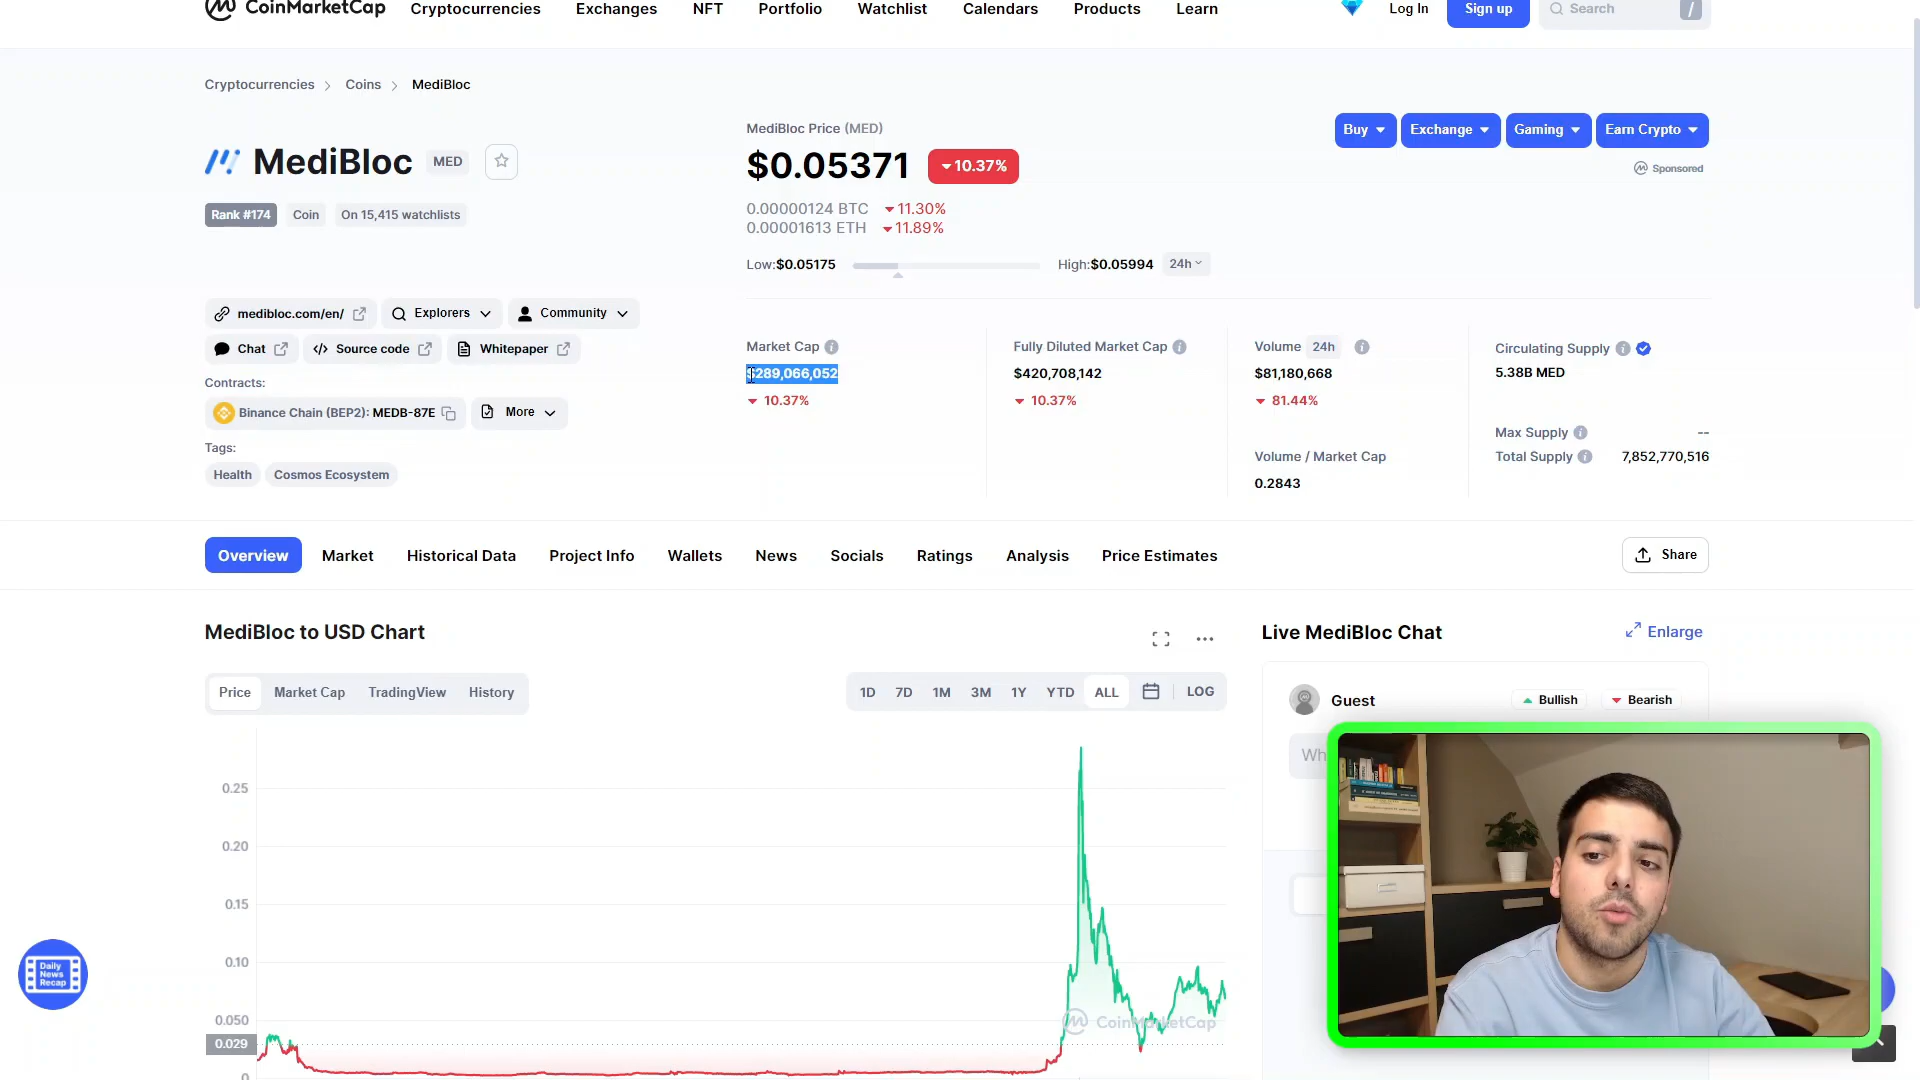 CoinMarketCap
Cryptocurrencies Exchanges NFT Portfolio Watchlist Calendars Products Learn
Log In Sign up Search /
Cryptocurrencies Coins MediBloc
MediBloc MED
Rank #174 Coin On 15,415 watchlists
MediBloc Price (MED)
$0.05371 10.37%
0.00000124 BTC 11.30%
0.00001613 ETH 11.89%
Low:$0.05175 High:$0.05994 24h
Buy Exchange Gaming Earn Crypto
Sponsored
medibloc.com/en/ Explorers Community
Chat Source code Whitepaper
Contracts:
Binance Chain (BEP2): MEDB-87E More
Tags:
Health Cosmos Ecosystem
Market Cap
$289,066,052
10.37%
Fully Diluted Market Cap
$420,708,142
10.37%
Volume 24h
$81,180,668
81.44%
Volume / Market Cap
0.2843
Circulating Supply
5.38B MED
Max Supply --
Total Supply 7,852,770,516
Overview Market Historical Data Project Info Wallets News Socials Ratings Analysis Price Estimates
Share
MediBloc to USD Chart
Price Market Cap TradingView History
1D 7D 1M 3M 1Y YTD ALL LOG
0.25
0.20
0.15
0.10
0.050
0.029
0
CoinMarketCap
Live MediBloc Chat Enlarge
Guest Bullish Bearish
Wh
Daily
News
Recap